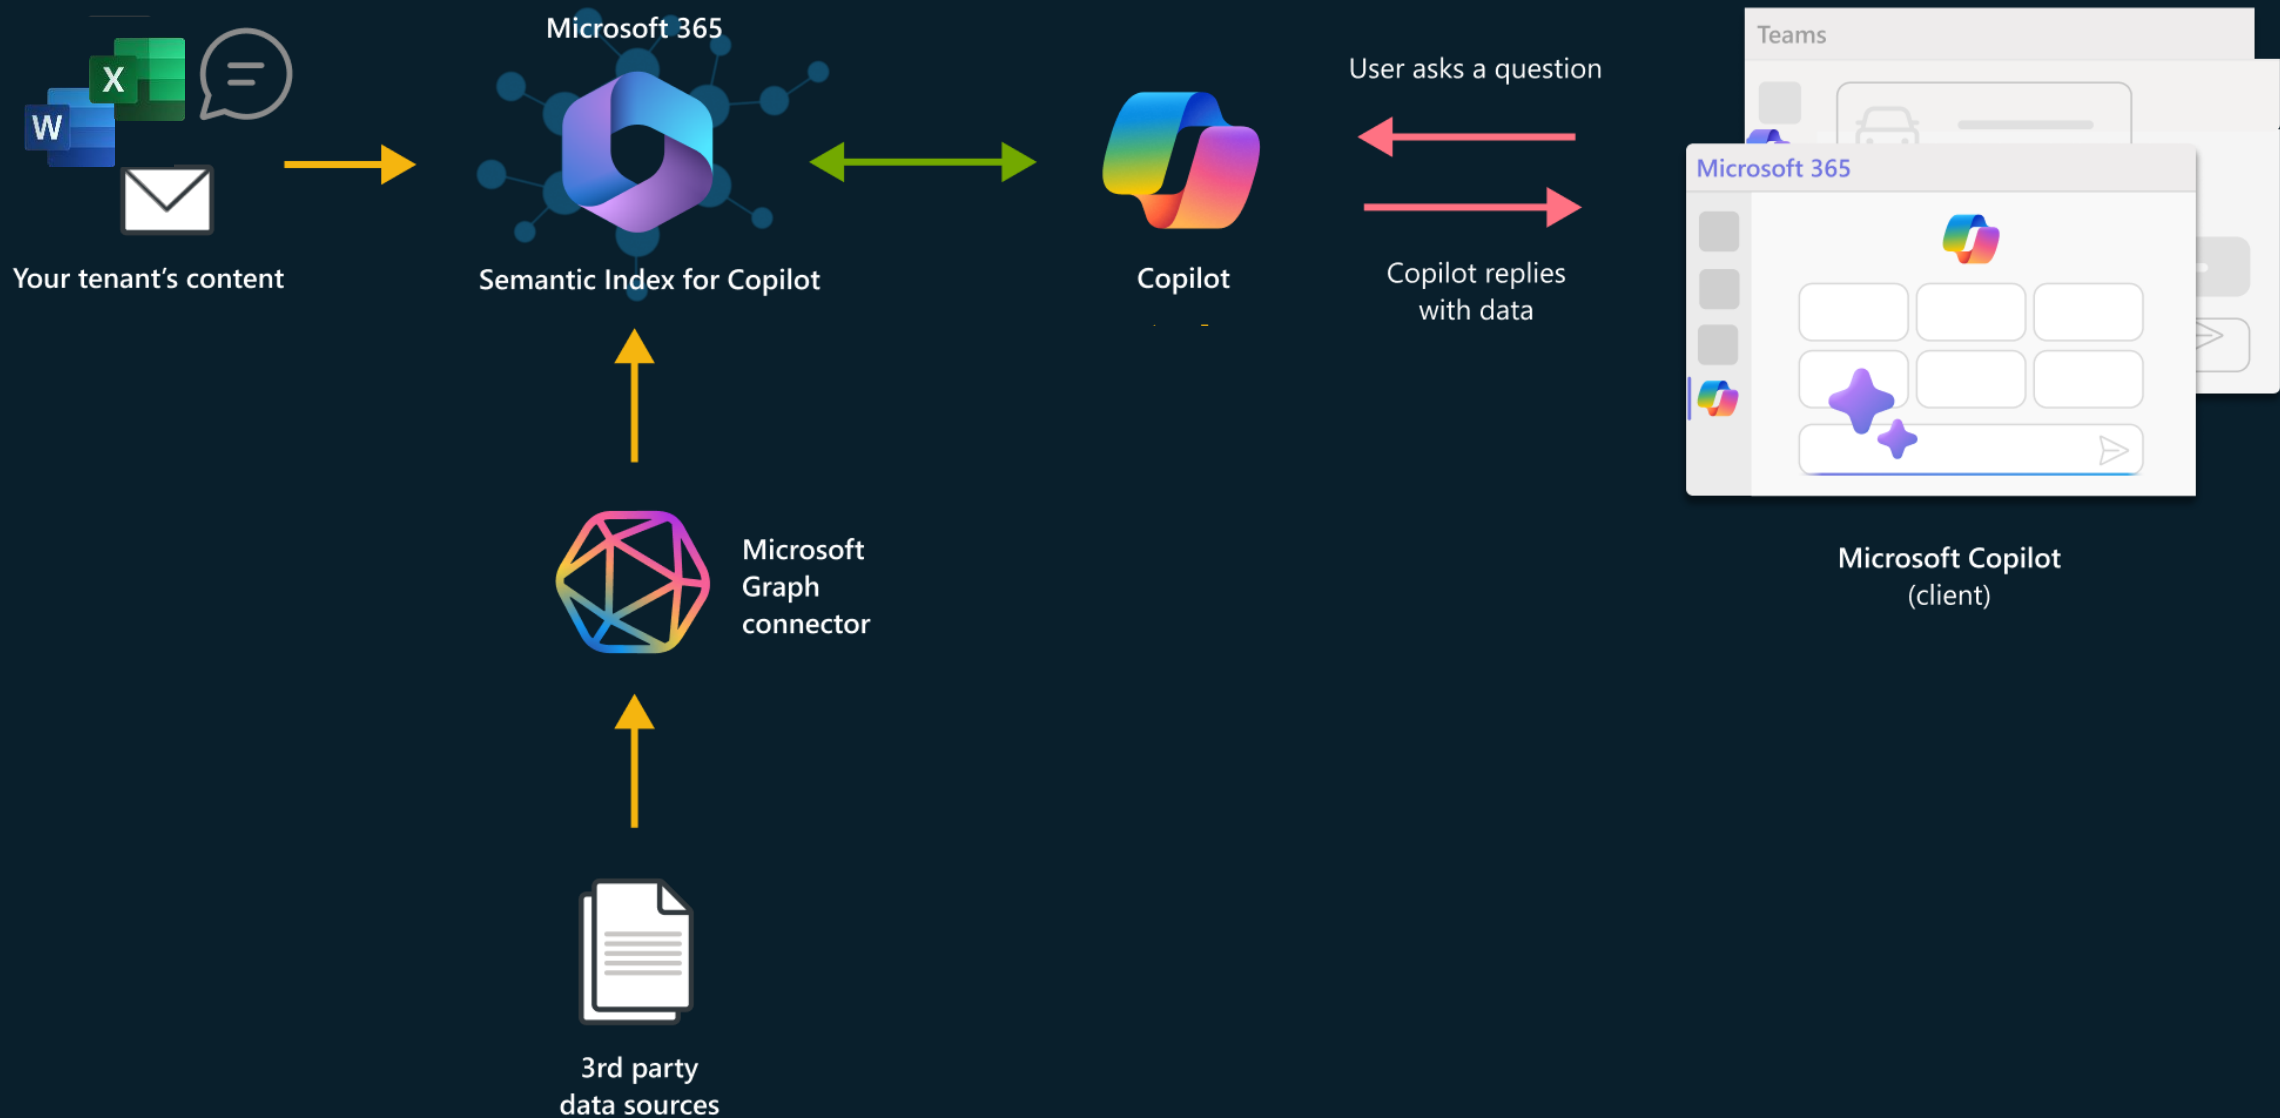 Microsoft 365
X
W
Your tenant’s content
Semantic Index for Copilot
Copilot
User asks a question
Copilot replies
with data
Teams
Microsoft 365
Microsoft Copilot
(client)
Microsoft
Graph
connector
3rd party
data sources